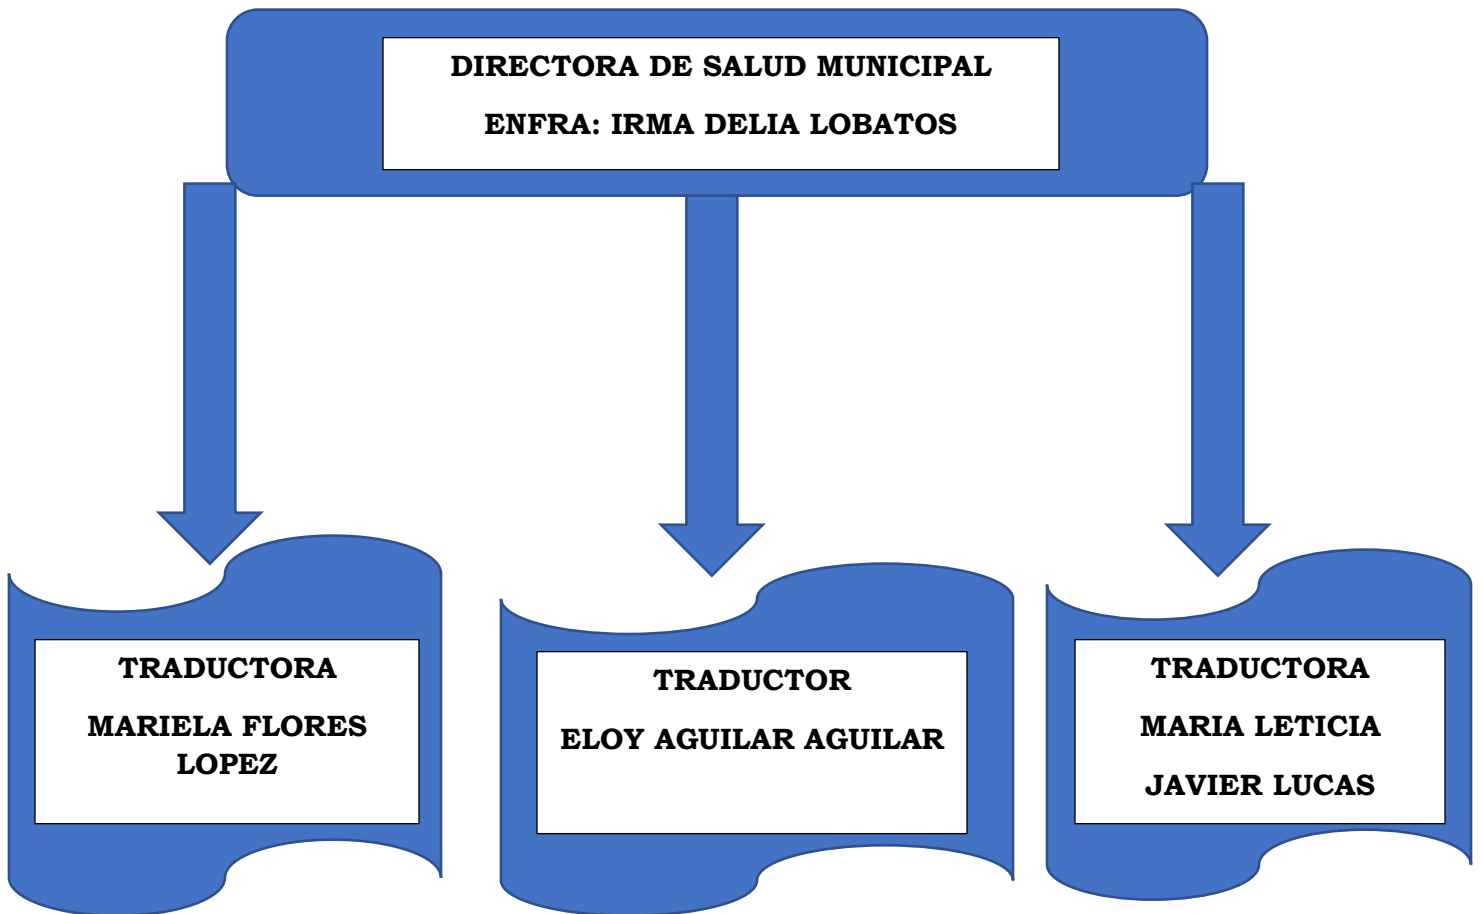 DIRECTORA DE SALUD MUNICIPAL
ENFRA: IRMA DELIA LOBATOS
TRADUCTORA
MARIELA FLORES
LOPEZ
TRADUCTOR
ELOY AGUILAR AGUILAR
TRADUCTORA
MARIA LETICIA
JAVIER LUCAS